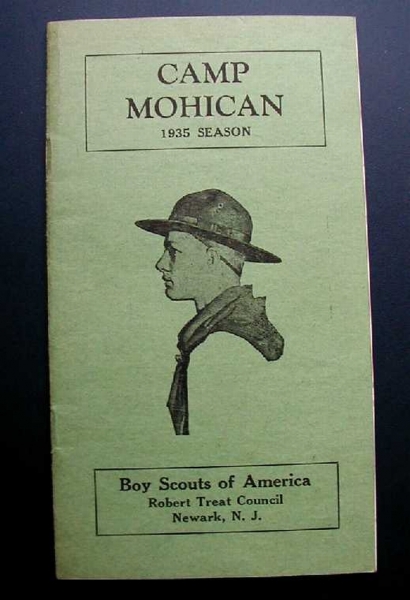 CAMP
MOHICAN
1935 SEASON
Boy Scouts of America
Robert Treat Council
Newark, N. J.